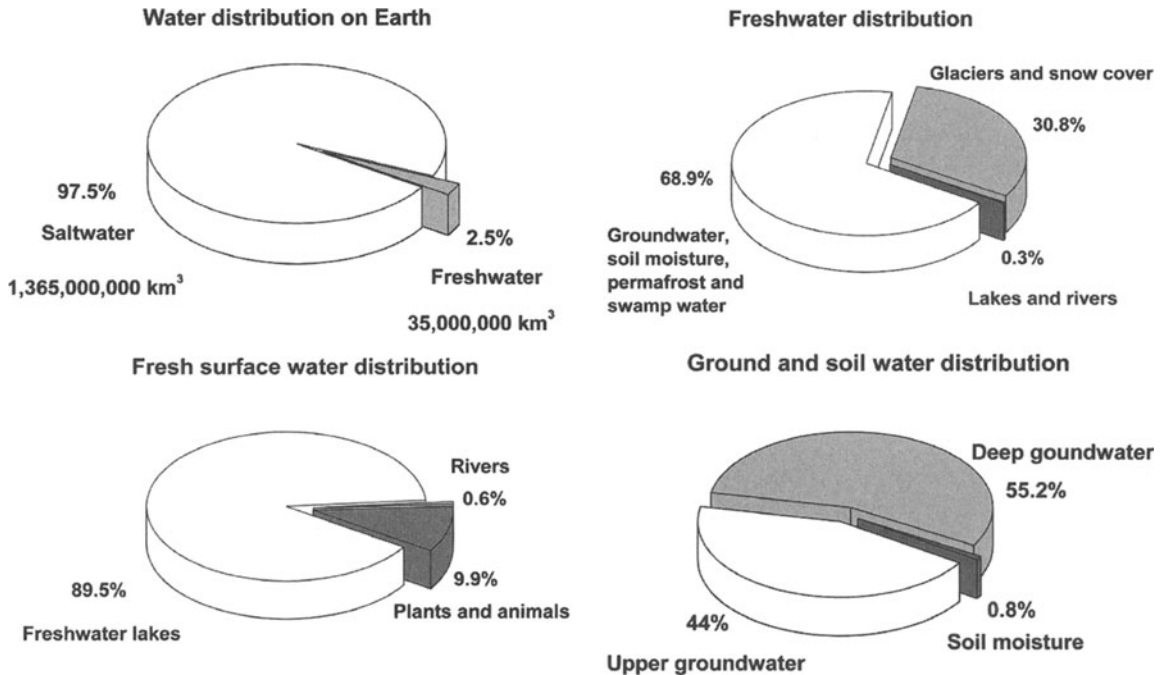 Water distribution on Earth
97.5%
Saltwater
1,365,000,000 km³
2.5%
Freshwater
35,000,000 km³
Freshwater distribution
Glaciers and snow cover
30.8%
68.9%
Groundwater,
soil moisture,
permafrost and
swamp water
0.3%
Lakes and rivers
Fresh surface water distribution
Rivers
0.6%
9.9%
Plants and animals
89.5%
Freshwater lakes
Ground and soil water distribution
Deep goundwater
55.2%
0.8%
Soil moisture
44%
Upper groundwater